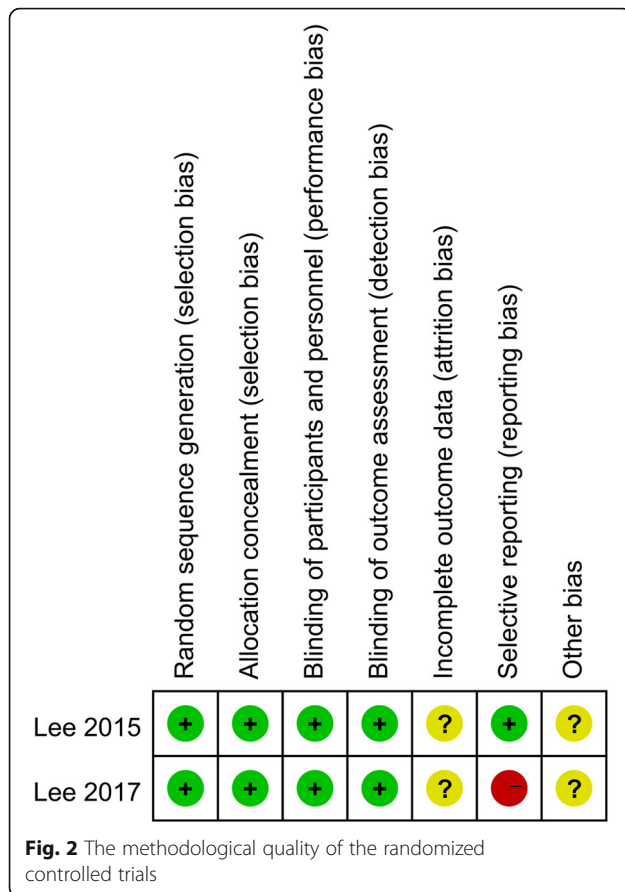 Random sequence generation (selection bias)
Allocation concealment (selection bias)
Blinding of participants and personnel (performance bias)
Blinding of outcome assessment (detection bias)
Incomplete outcome data (attrition bias)
Selective reporting (reporting bias)
Other bias
Lee 2015 + + + + ? + ?
Lee 2017 + + + + ? – ?
Fig. 2 The methodological quality of the randomized
controlled trials